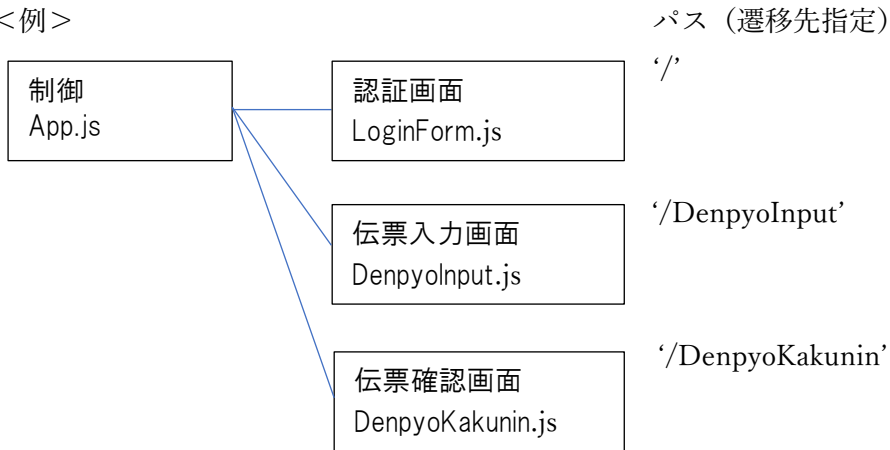 ＜例＞
パス（遷移先指定）
制御
App.js
認証画面
LoginForm.js
‘/’
伝票入力画面
DenpyoInput.js
‘/DenpyoInput’
伝票確認画面
DenpyoKakunin.js
‘/DenpyoKakunin’